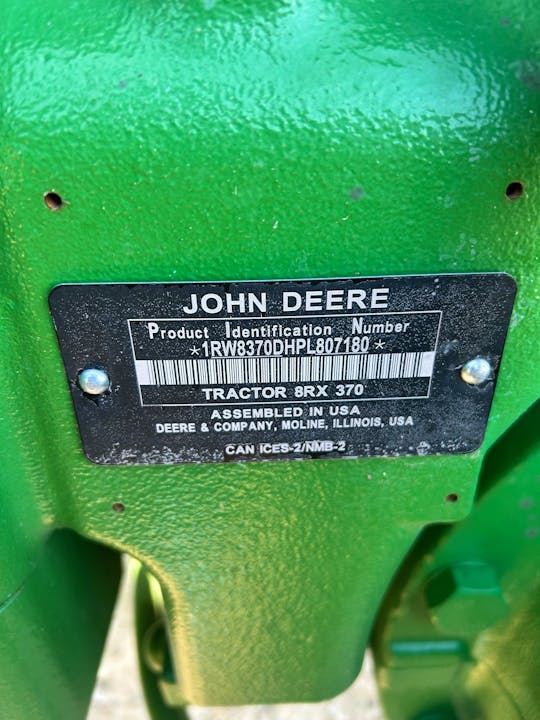 JOHN DEERE
Product Identification Number
*1RW8370DHPL807180*
TRACTOR 8RX 370
ASSEMBLED IN USA
DEERE & COMPANY, MOLINE, ILLINOIS, USA
CAN ICES-2/NMB-2